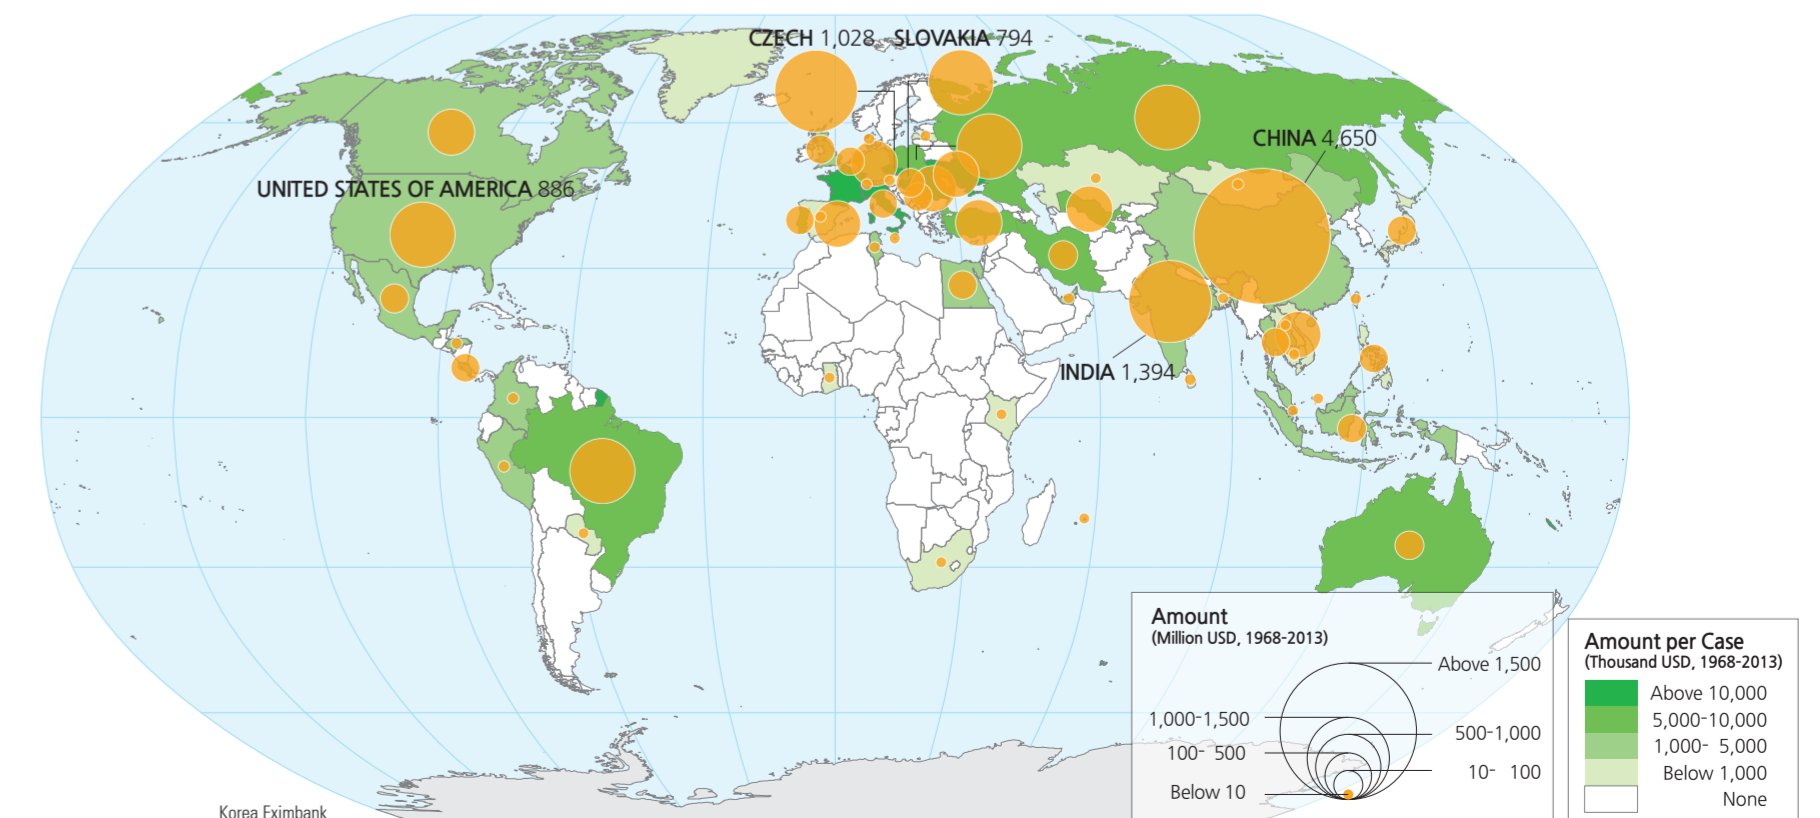 CZECH 1,028
SLOVAKIA 794
CHINA 4,650
UNITED STATES OF AMERICA 886
INDIA 1,394
Amount
(Million USD, 1968-2013)
Above 1,500
1,000-1,500
500-1,000
100- 500
10- 100
Below 10
Amount per Case
(Thousand USD, 1968-2013)
Above 10,000
5,000-10,000
1,000- 5,000
Below 1,000
None
Korea Eximbank